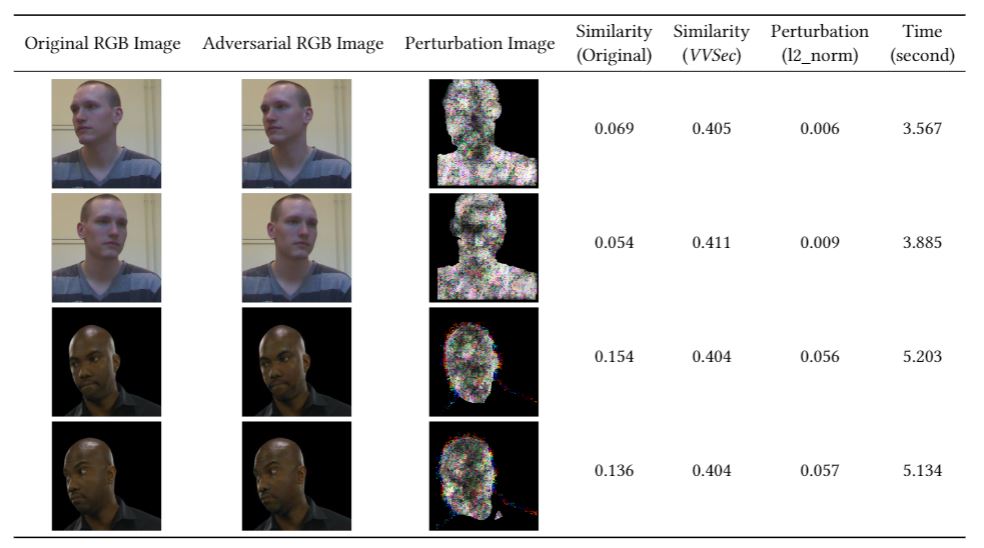 Original RGB Image Adversarial RGB Image Perturbation Image Similarity (Original) Similarity (VVSec) Perturbation (l2_norm) Time (second)
0.069 0.405 0.006 3.567
0.054 0.411 0.009 3.885
0.154 0.404 0.056 5.203
0.136 0.404 0.057 5.134